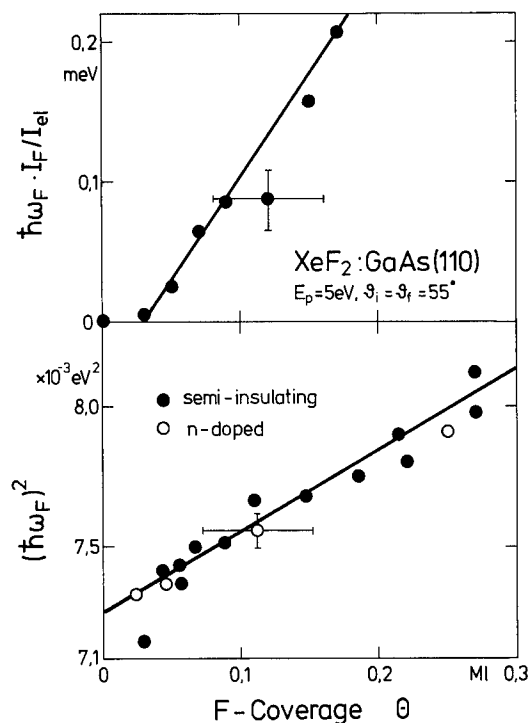 0,2
meV
0,1
0
ℏω_F · I_F / I_el
XeF₂ : GaAs(110)
E_p = 5eV, ϑ_i = ϑ_f = 55°
×10⁻³ eV²
8,0
7,5
7,1
(ℏω_F)²
● semi-insulating
○ n-doped
0 0,1 0,2 Ml 0,3
F-Coverage Θ